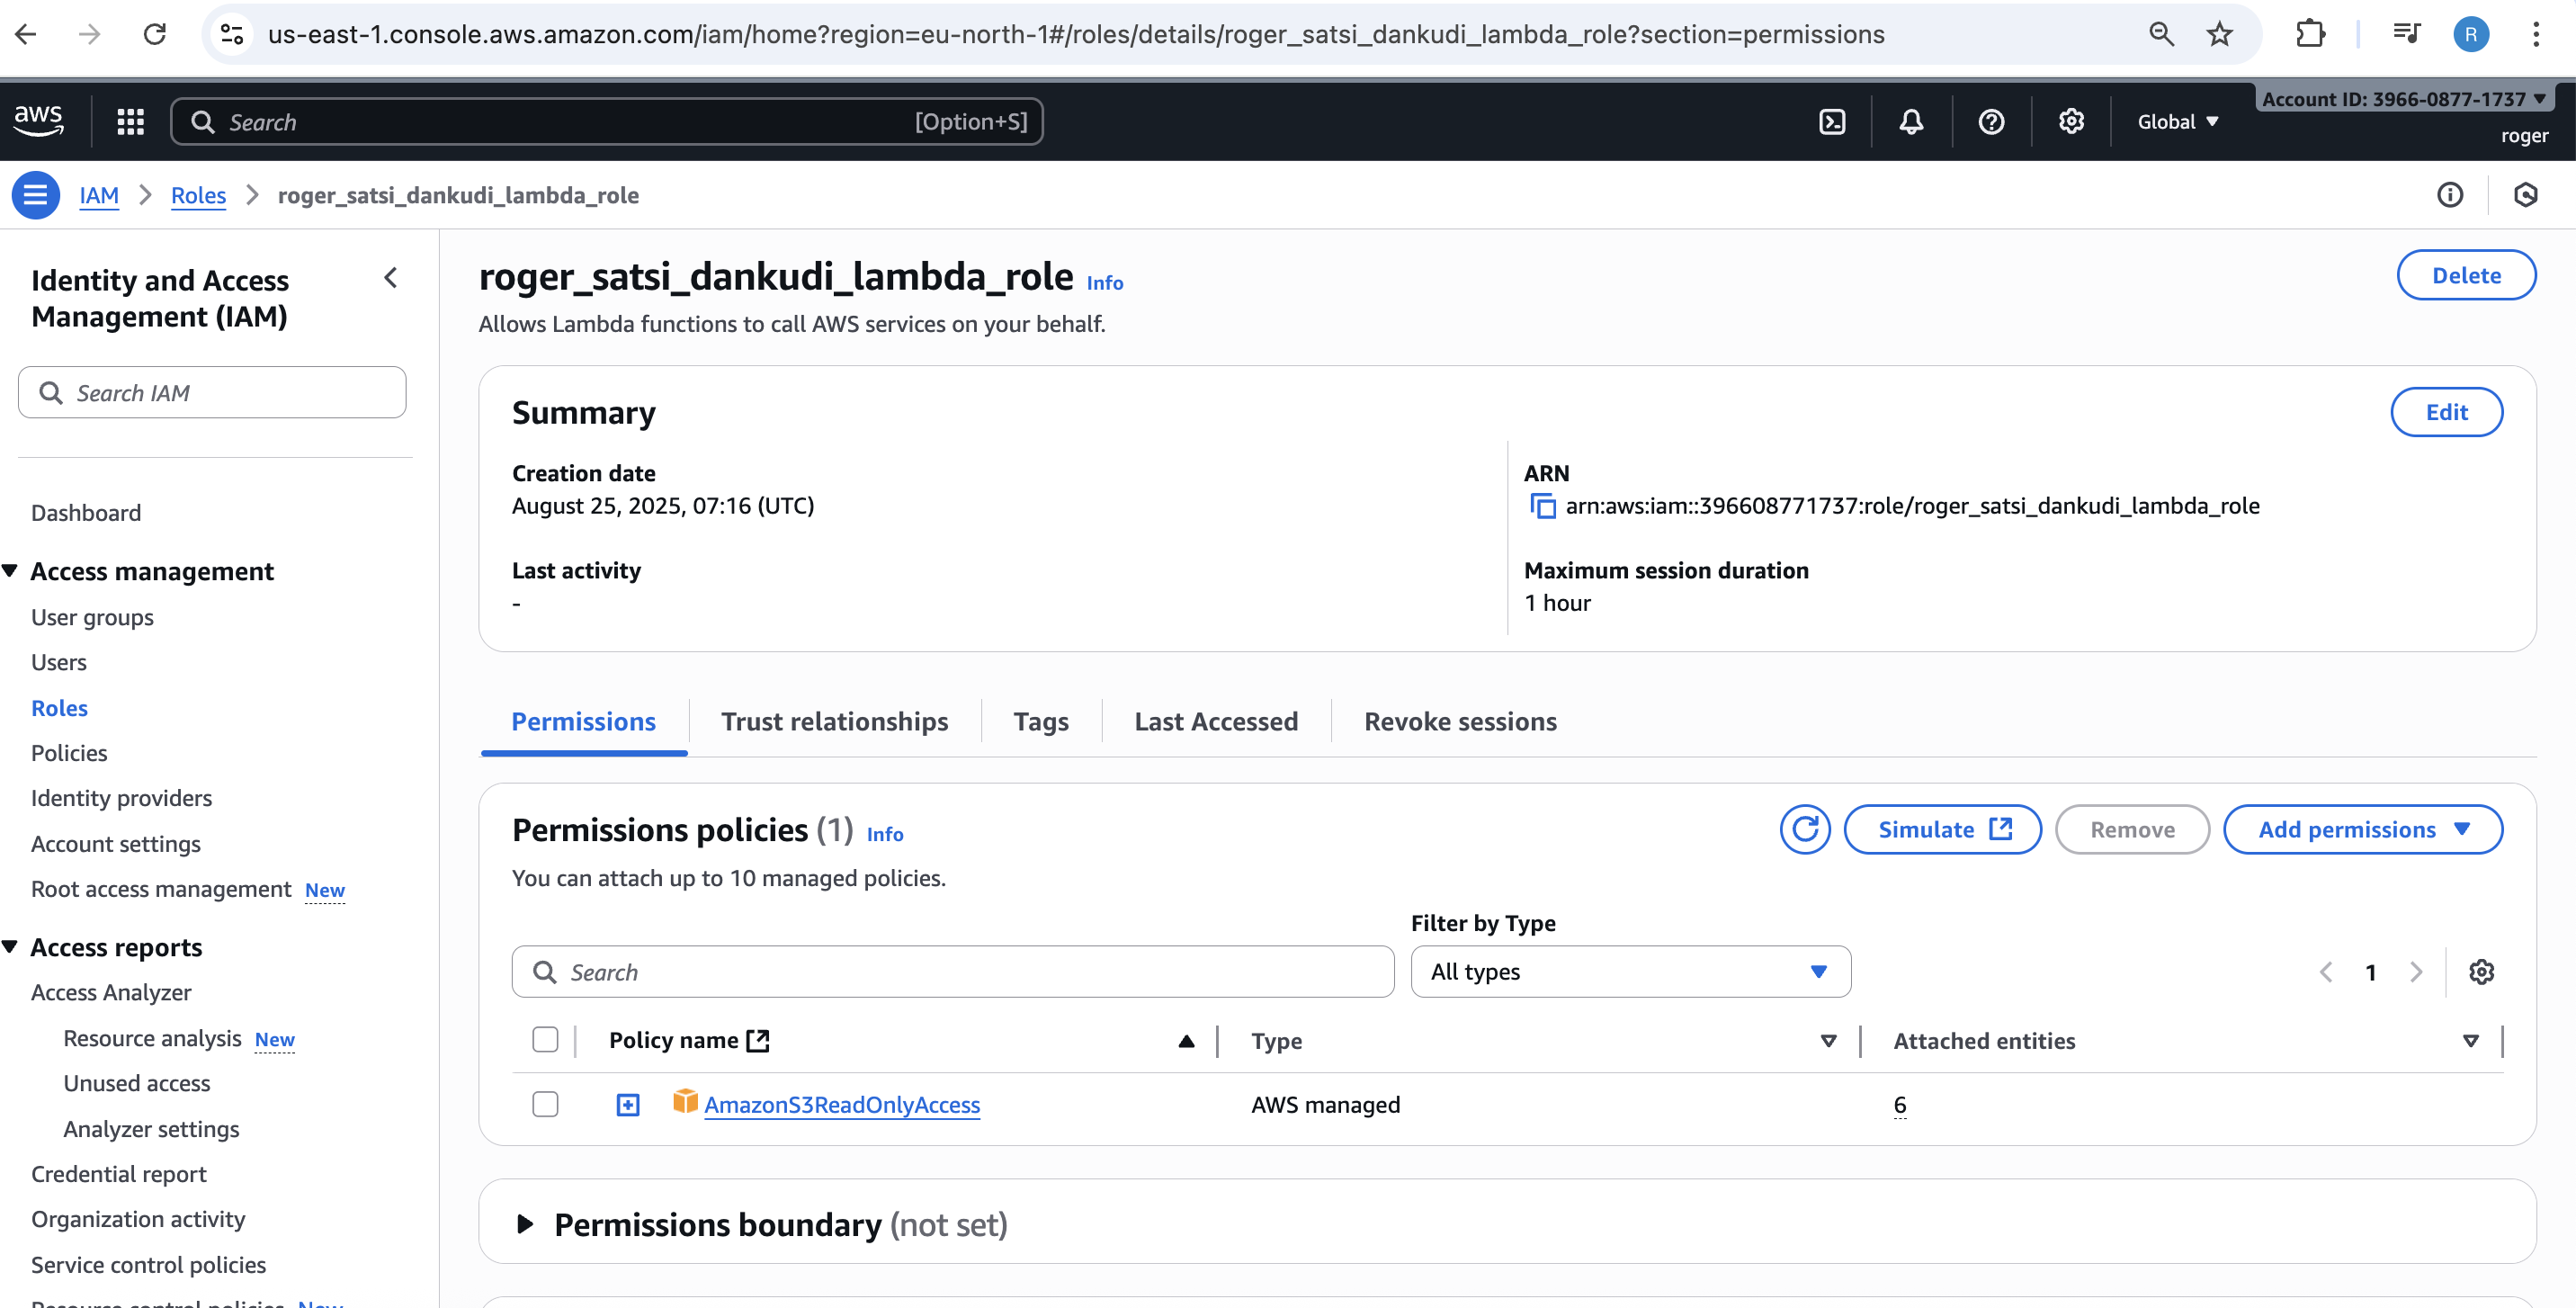 us-east-1.console.aws.amazon.com/iam/home?region=eu-north-1#/roles/details/roger_satsi_dankudi_lambda_role?section=permissions
R
aws
Search
[Option+S]
Global
Account ID: 3966-0877-1737
roger
IAM
Roles
roger_satsi_dankudi_lambda_role
Identity and Access
Management (IAM)
Search IAM
Dashboard
Access management
User groups
Users
Roles
Policies
Identity providers
Account settings
Root access management New
Access reports
Access Analyzer
Resource analysis New
Unused access
Analyzer settings
Credential report
Organization activity
Service control policies
Resource control policies New
roger_satsi_dankudi_lambda_role Info
Delete
Allows Lambda functions to call AWS services on your behalf.
Summary
Edit
Creation date
August 25, 2025, 07:16 (UTC)
ARN
arn:aws:iam::396608771737:role/roger_satsi_dankudi_lambda_role
Last activity
-
Maximum session duration
1 hour
Permissions
Trust relationships
Tags
Last Accessed
Revoke sessions
Permissions policies (1) Info
Simulate
Remove
Add permissions
You can attach up to 10 managed policies.
Filter by Type
Search
All types
1
Policy name
Type
Attached entities
AmazonS3ReadOnlyAccess
AWS managed
6
Permissions boundary (not set)